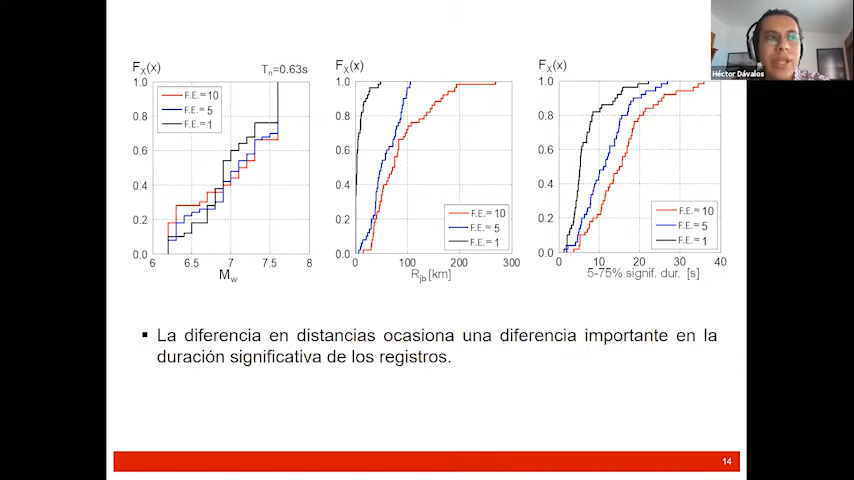 Héctor Dávalos
Fx(x)
Tn=0.63s
F.E.≈ 10
F.E.≈ 5
F.E.≈ 1
1.0
0.8
0.6
0.4
0.2
0.0
6
6.5
7
7.5
8
Mw
Fx(x)
1.0
0.8
0.6
0.4
0.2
0.0
F.E.≈ 10
F.E.≈ 5
F.E.≈ 1
0
100
200
300
Rjb [km]
Fx(x)
1.0
0.8
0.6
0.4
0.2
0.0
F.E.≈ 10
F.E.≈ 5
F.E.≈ 1
0
10
20
30
40
5-75% signif. dur. [s]
▪ La diferencia en distancias ocasiona una diferencia importante en la
duración significativa de los registros.
14